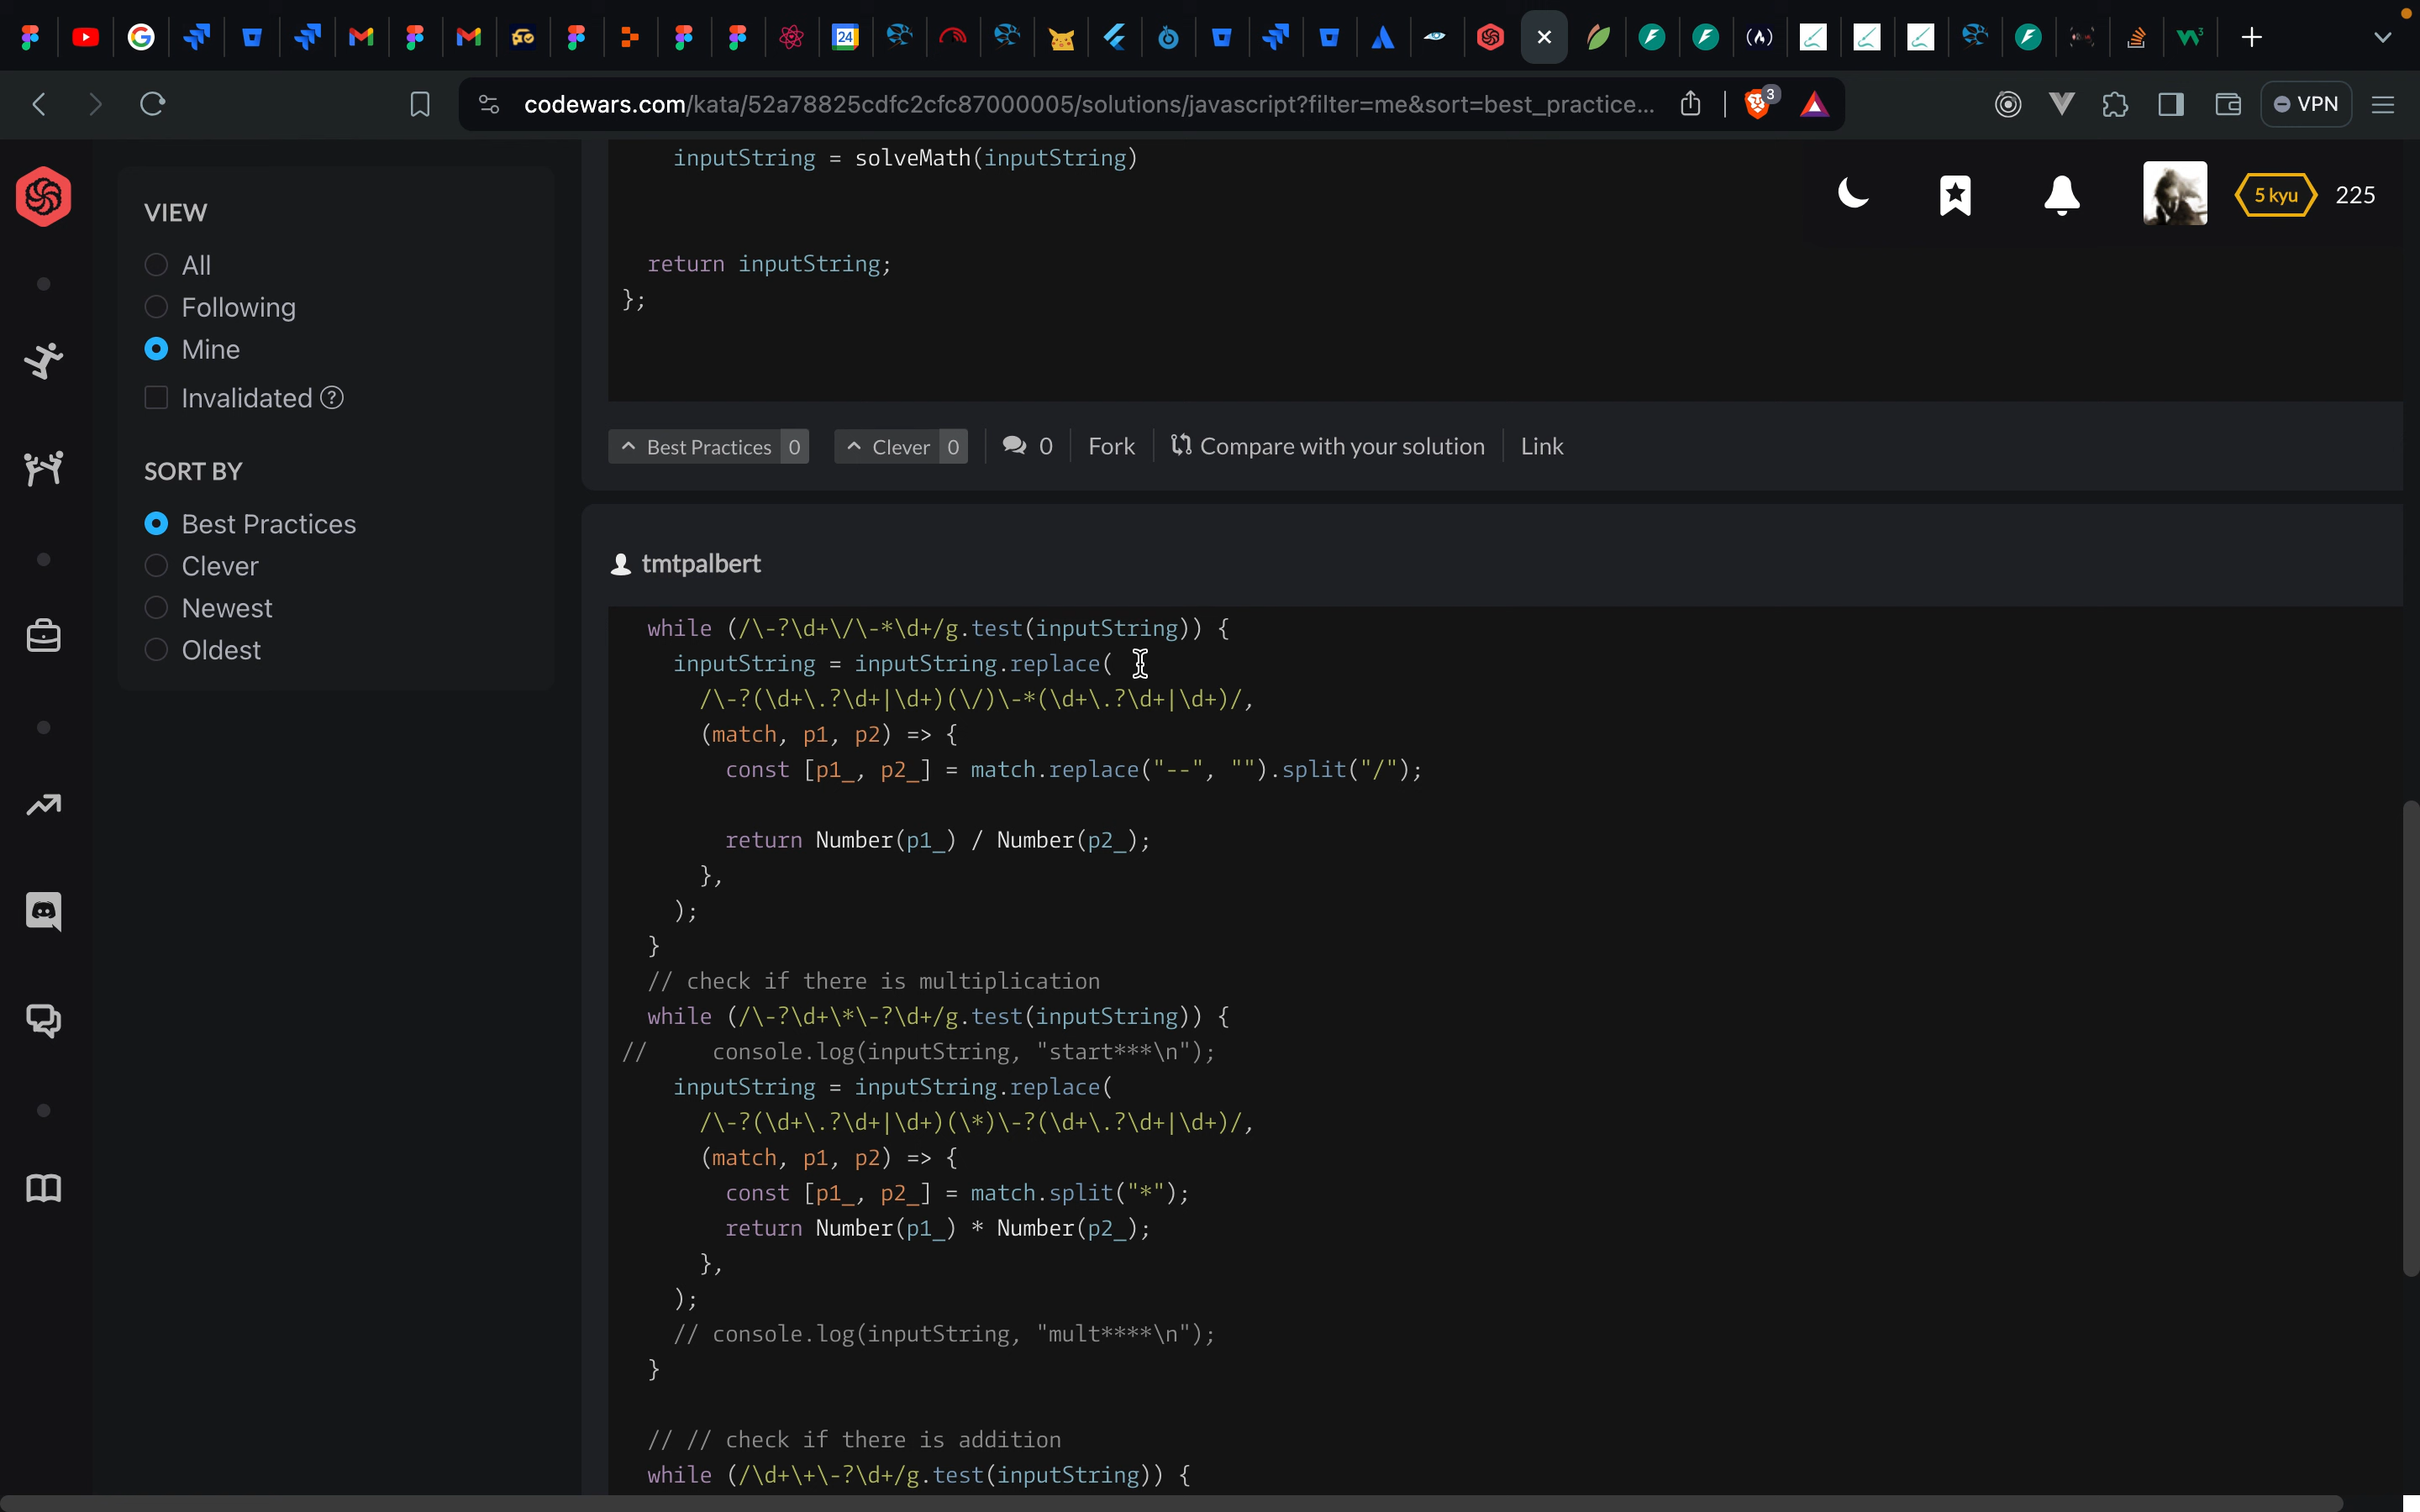 24
codewars.com/kata/52a78825cdfc2cfc87000005/solutions/javascript?filter=me&sort=best_practice...
3
VPN
5 kyu
225
VIEW
All
Following
Mine
Invalidated
?
SORT BY
Best Practices
Clever
Newest
Oldest
inputString = solveMath(inputString)
return inputString;
};
Best Practices 0
Clever 0
0
Fork
Compare with your solution
Link
tmtpalbert
while (/\-?\d+\/\-*\d+/g.test(inputString)) {
inputString = inputString.replace(
/\-?(\d+\.?\d+|\d+)(\/)\-*(\d+\.?\d+|\d+)/,
(match, p1, p2) => {
const [p1_, p2_] = match.replace("--", "").split("/");
return Number(p1_) / Number(p2_);
},
);
}
// check if there is multiplication
while (/\-?\d+\*\-?\d+/g.test(inputString)) {
// console.log(inputString, "start***\n");
inputString = inputString.replace(
/\-?(\d+\.?\d+|\d+)(\*)\-?(\d+\.?\d+|\d+)/,
(match, p1, p2) => {
const [p1_, p2_] = match.split("*");
return Number(p1_) * Number(p2_);
},
);
// console.log(inputString, "mult****\n");
}
// // check if there is addition
while (/\d+\+\-?\d+/g.test(inputString)) {